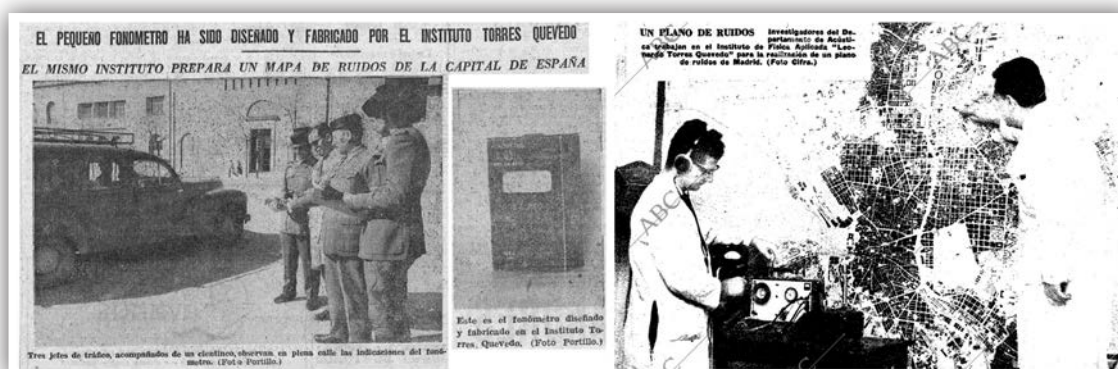 EL PEQUEÑO FONOMETRO HA SIDO DISEÑADO Y FABRICADO POR EL INSTITUTO TORRES QUEVEDO
EL MISMO INSTITUTO PREPARA UN MAPA DE RUIDOS DE LA CAPITAL DE ESPAÑA
Tres jefes de tráfico, acompañados de un científico, observan en plena calle las indicaciones del fonó-
metro. (Foto Portillo.)
Este es el fonómetro diseñado
y fabricado en el Instituto To-
rres Quevedo. (Foto Portillo.)
UN PLANO DE RUIDOS Investigadores del De-
partamento de Acústi-
ca trabajan en el Instituto de Física Aplicada "Leo-
nardo Torres Quevedo" para la realización de un plano
de ruidos de Madrid. (Foto Cifra.)
ABC
ABC
ABC